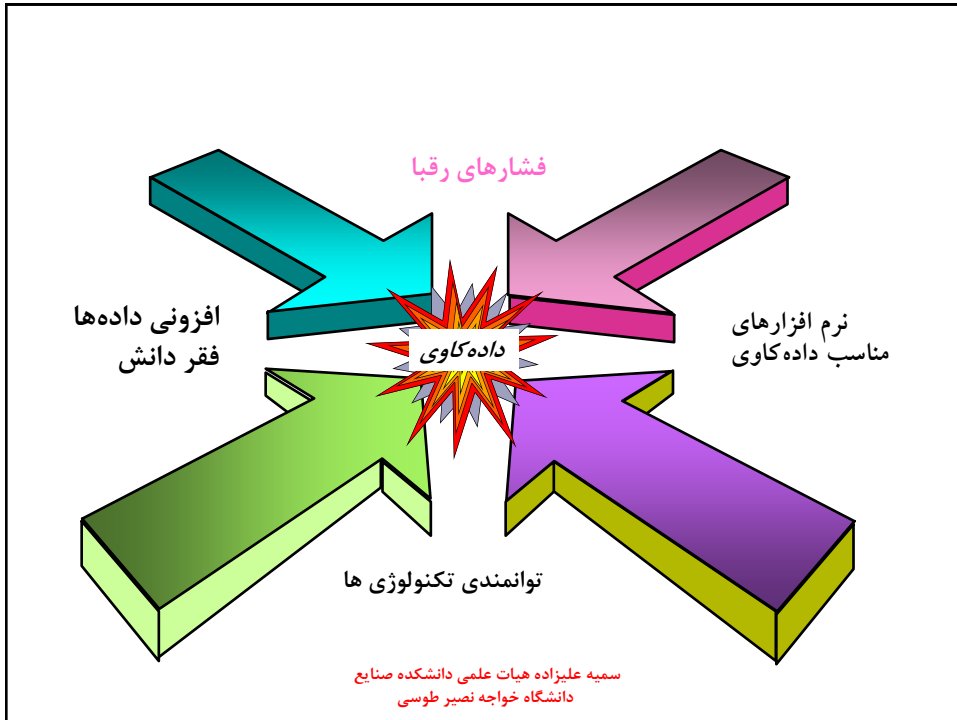 فشارهای رقبا
نرم افزارهای
مناسب داده‌کاوی
داده‌کاوی
افزونی داده‌ها
فقر دانش
توانمندی تکنولوژی ها
سمیه علیزاده هیات علمی دانشکده صنایع
دانشگاه خواجه نصیر طوسی